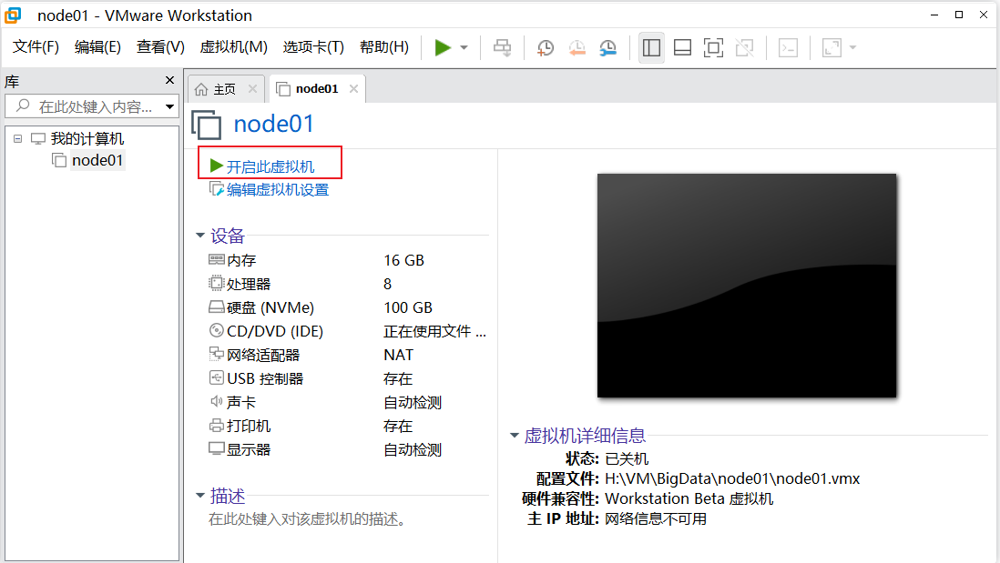 node01 - VMware Workstation
文件(F) 编辑(E) 查看(V) 虚拟机(M) 选项卡(T) 帮助(H)
库
在此处键入内容...
我的计算机
node01
主页
node01
node01
开启此虚拟机
编辑虚拟机设置
设备
内存 16 GB
处理器 8
硬盘 (NVMe) 100 GB
CD/DVD (IDE) 正在使用文件 ...
网络适配器 NAT
USB 控制器 存在
声卡 自动检测
打印机 存在
显示器 自动检测
描述
在此处键入对该虚拟机的描述。
虚拟机详细信息
状态: 已关机
配置文件: H:\VM\BigData\node01\node01.vmx
硬件兼容性: Workstation Beta 虚拟机
主 IP 地址: 网络信息不可用